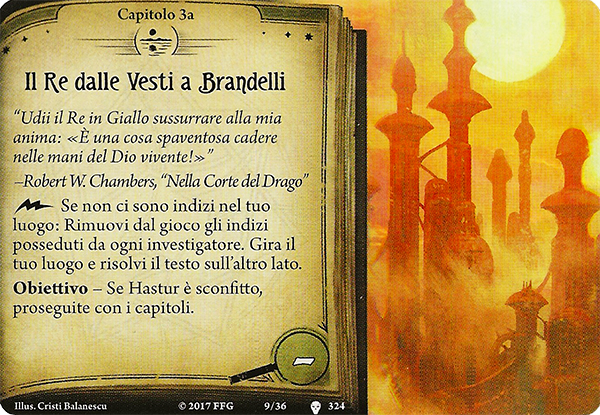 Capitolo 3a
Il Re dalle Vesti a Brandelli
“Udii il Re in Giallo sussurrare alla mia
anima: «È una cosa spaventosa cadere
nelle mani del Dio vivente!»”
–Robert W. Chambers, “Nella Corte del Drago”
Se non ci sono indizi nel tuo
luogo: Rimuovi dal gioco gli indizi
posseduti da ogni investigatore. Gira il
tuo luogo e risolvi il testo sull’altro lato.
Obiettivo – Se Hastur è sconfitto,
proseguite con i capitoli.
–
Illus. Cristi Balanescu
© 2017 FFG
9/36
324